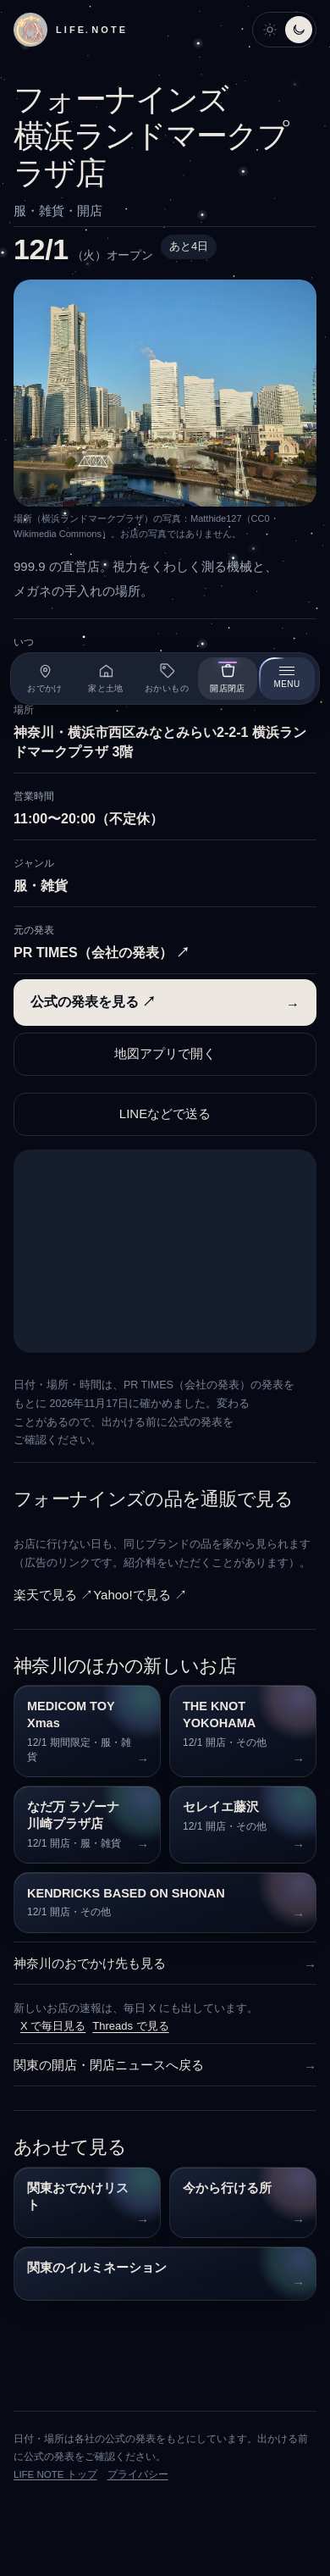 LIFE NOTE
フォーナインズ
横浜ランドマークプ
ラザ店
服・雑貨・開店
12/1 （火）オープン あと4日
場所（横浜ランドマークプラザ）の写真：Matthide127（CC0・
Wikimedia Commons）。お店の写真ではありません。
999.9 の直営店。視力をくわしく測る機械と、
メガネの手入れの場所。
いつ
おでかけ 家と土地 おかいもの 開店閉店 MENU
場所
神奈川・横浜市西区みなとみらい2-2-1 横浜ラン
ドマークプラザ 3階
営業時間
11:00〜20:00（不定休）
ジャンル
服・雑貨
元の発表
PR TIMES（会社の発表） ↗
公式の発表を見る ↗ →
地図アプリで開く
LINEなどで送る
日付・場所・時間は、PR TIMES（会社の発表）の発表を
もとに 2026年11月17日に確かめました。変わる
ことがあるので、出かける前に公式の発表を
ご確認ください。
フォーナインズの品を通販で見る
お店に行けない日も、同じブランドの品を家から見られます
（広告のリンクです。紹介料をいただくことがあります）。
楽天で見る ↗Yahoo!で見る ↗
神奈川のほかの新しいお店
MEDICOM TOY
Xmas
12/1 期間限定・服・雑
貨 →
THE KNOT
YOKOHAMA
12/1 開店・その他
→
なだ万 ラゾーナ
川崎プラザ店
12/1 開店・服・雑貨 →
セレイエ藤沢
12/1 開店・その他
→
KENDRICKS BASED ON SHONAN
12/1 開店・その他
→
神奈川のおでかけ先も見る →
新しいお店の速報は、毎日 X にも出しています。
X で毎日見る Threads で見る
関東の開店・閉店ニュースへ戻る →
あわせて見る
関東おでかけリス
ト
→
今から行ける所
→
関東のイルミネーション
→
日付・場所は各社の公式の発表をもとにしています。出かける前
に公式の発表をご確認ください。
LIFE NOTE トップ プライバシー